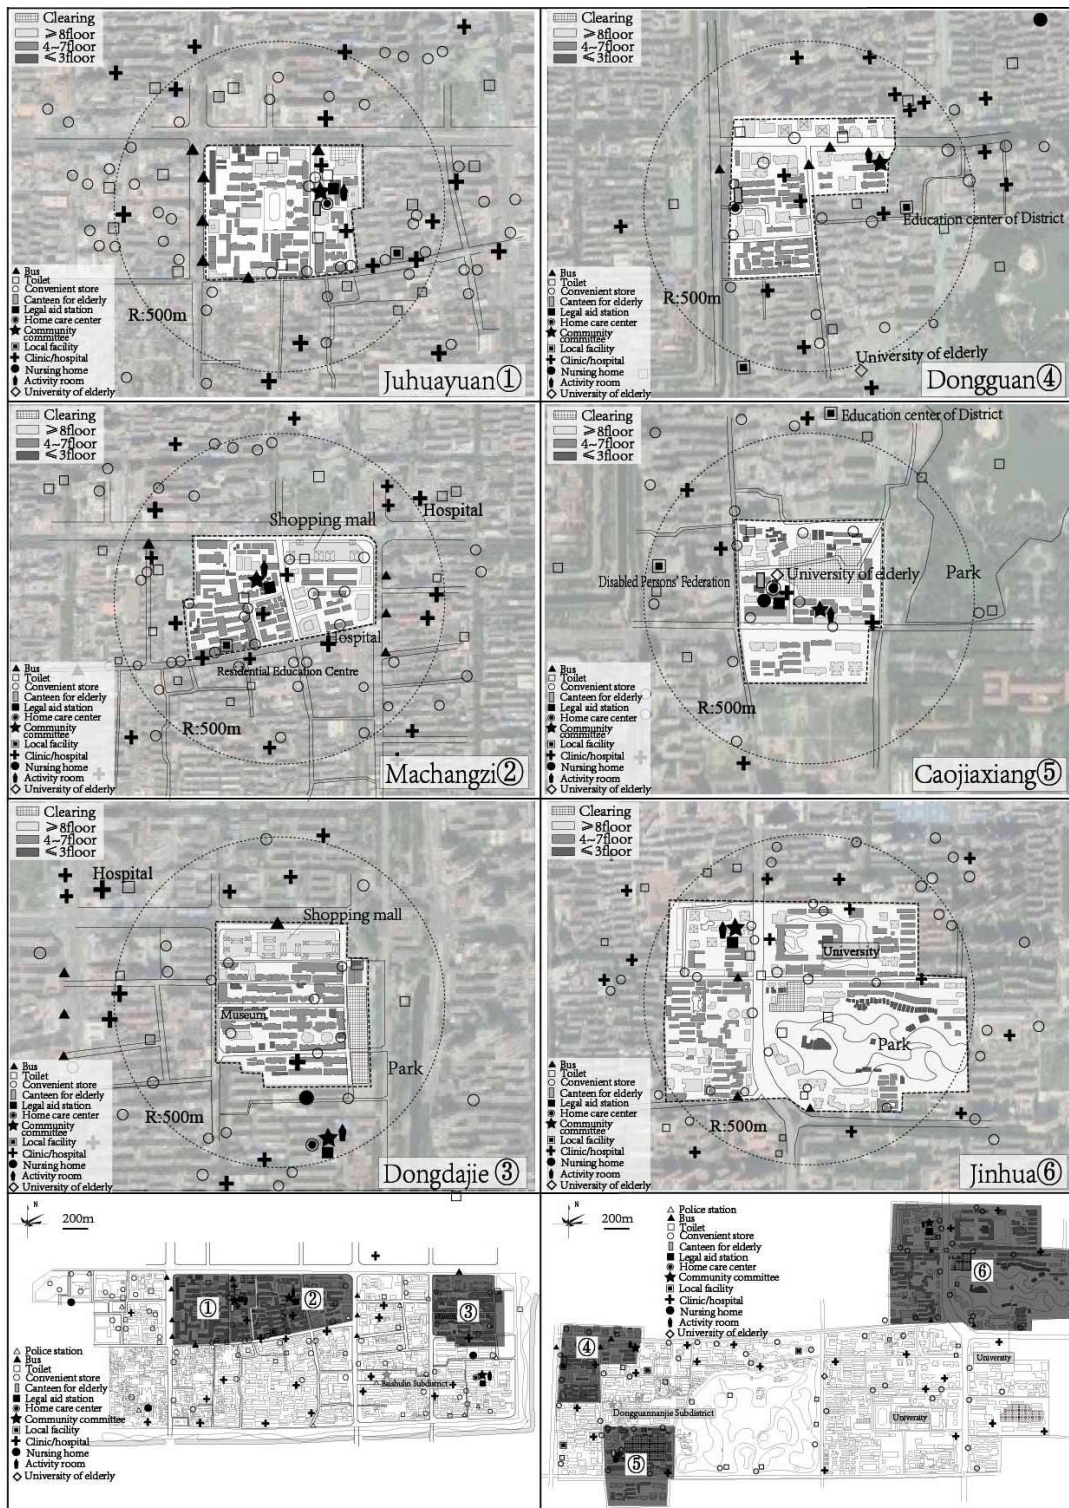 Clearing
⩾8floor
4~7floor
⩽3floor
R:500m
Bus
Toilet
Convenient store
Canteen for elderly
Legal aid station
Home care center
Community
committee
Local facility
Clinic/hospital
Nursing home
Activity room
University of elderly
Juhuayuan①
Clearing
⩾8floor
4~7floor
⩽3floor
Education center of District
R:500m
University of elderly
Bus
Toilet
Convenient store
Canteen for elderly
Legal aid station
Home care center
Community
committee
Local facility
Clinic/hospital
Nursing home
Activity room
University of elderly
Dongguan④
Clearing
⩾8floor
4~7floor
⩽3floor
Hospital
Shopping mall
Hospital
Residential Education Centre
R:500m
Bus
Toilet
Convenient store
Canteen for elderly
Legal aid station
Home care center
Community
committee
Local facility
Clinic/hospital
Nursing home
Activity room
University of elderly
Machangzi②
Clearing
⩾8floor
4~7floor
⩽3floor
Education center of District
University of elderly
Disabled Persons' Federation
Park
R:500m
Bus
Toilet
Convenient store
Canteen for elderly
Legal aid station
Home care center
Community
committee
Local facility
Clinic/hospital
Nursing home
Activity room
University of elderly
Caojiaxiang⑤
Clearing
⩾8floor
4~7floor
⩽3floor
Hospital
Shopping mall
Museum
Park
R:500m
Bus
Toilet
Convenient store
Canteen for elderly
Legal aid station
Home care center
Community
committee
Local facility
Clinic/hospital
Nursing home
Activity room
University of elderly
Dongdajie ③
Clearing
⩾8floor
4~7floor
⩽3floor
University
Park
R:500m
Bus
Toilet
Convenient store
Canteen for elderly
Legal aid station
Home care center
Community
committee
Local facility
Clinic/hospital
Nursing home
Activity room
University of elderly
Jinhua⑥
N
200m
①
②
③
Baishulin Subdistrict
Police station
Bus
Toilet
Convenient store
Canteen for elderly
Legal aid station
Home care center
Community committee
Local facility
Clinic/hospital
Nursing home
Activity room
University of elderly
N
200m
Police station
Bus
Toilet
Convenient store
Canteen for elderly
Legal aid station
Home care center
Community committee
Local facility
Clinic/hospital
Nursing home
Activity room
University of elderly
⑥
④
University
Dongguannanjie Subdistrict
University
⑤